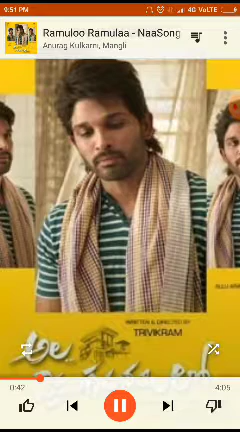 9:51 PM
4G VoLTE
Ramuloo Ramulaa - NaaSong
Anurag Kulkarni, Mangli
WRITTEN & DIRECTED BY
TRIVIKRAM
అల
0:42
4:05